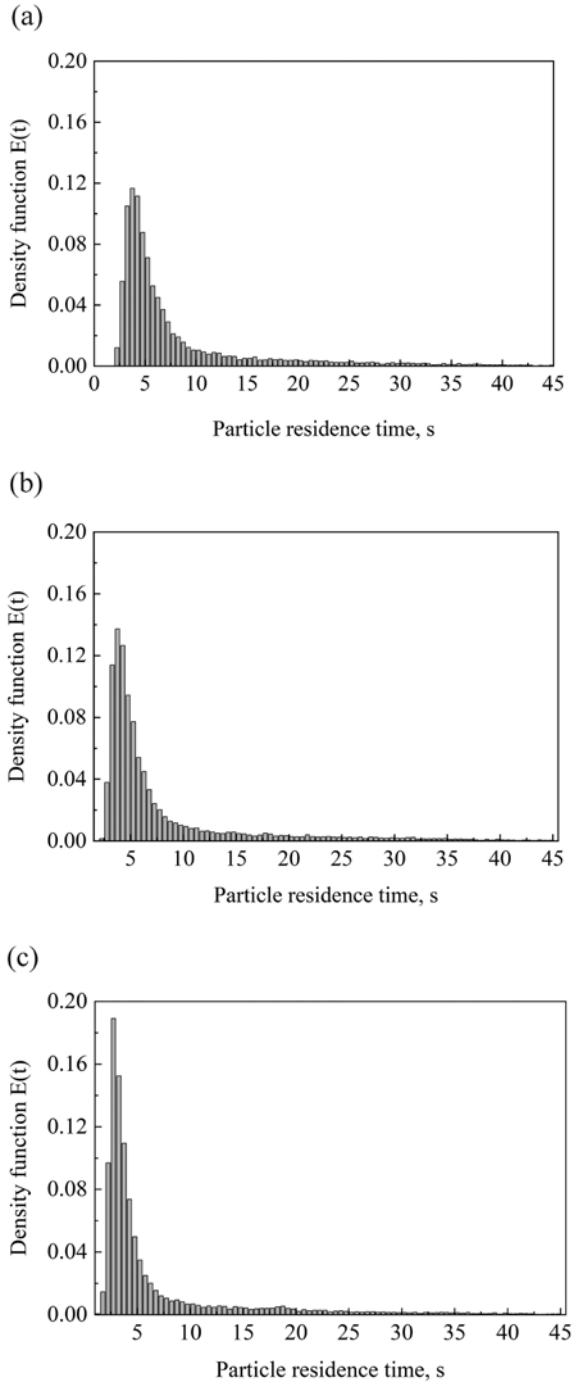 (a)
0.20
0.16
0.12
0.08
0.04
0.00
Density function E(t)
0 5 10 15 20 25 30 35 40 45
Particle residence time, s
(b)
0.20
0.16
0.12
0.08
0.04
0.00
Density function E(t)
5 10 15 20 25 30 35 40 45
Particle residence time, s
(c)
0.20
0.16
0.12
0.08
0.04
0.00
Density function E(t)
5 10 15 20 25 30 35 40 45
Particle residence time, s